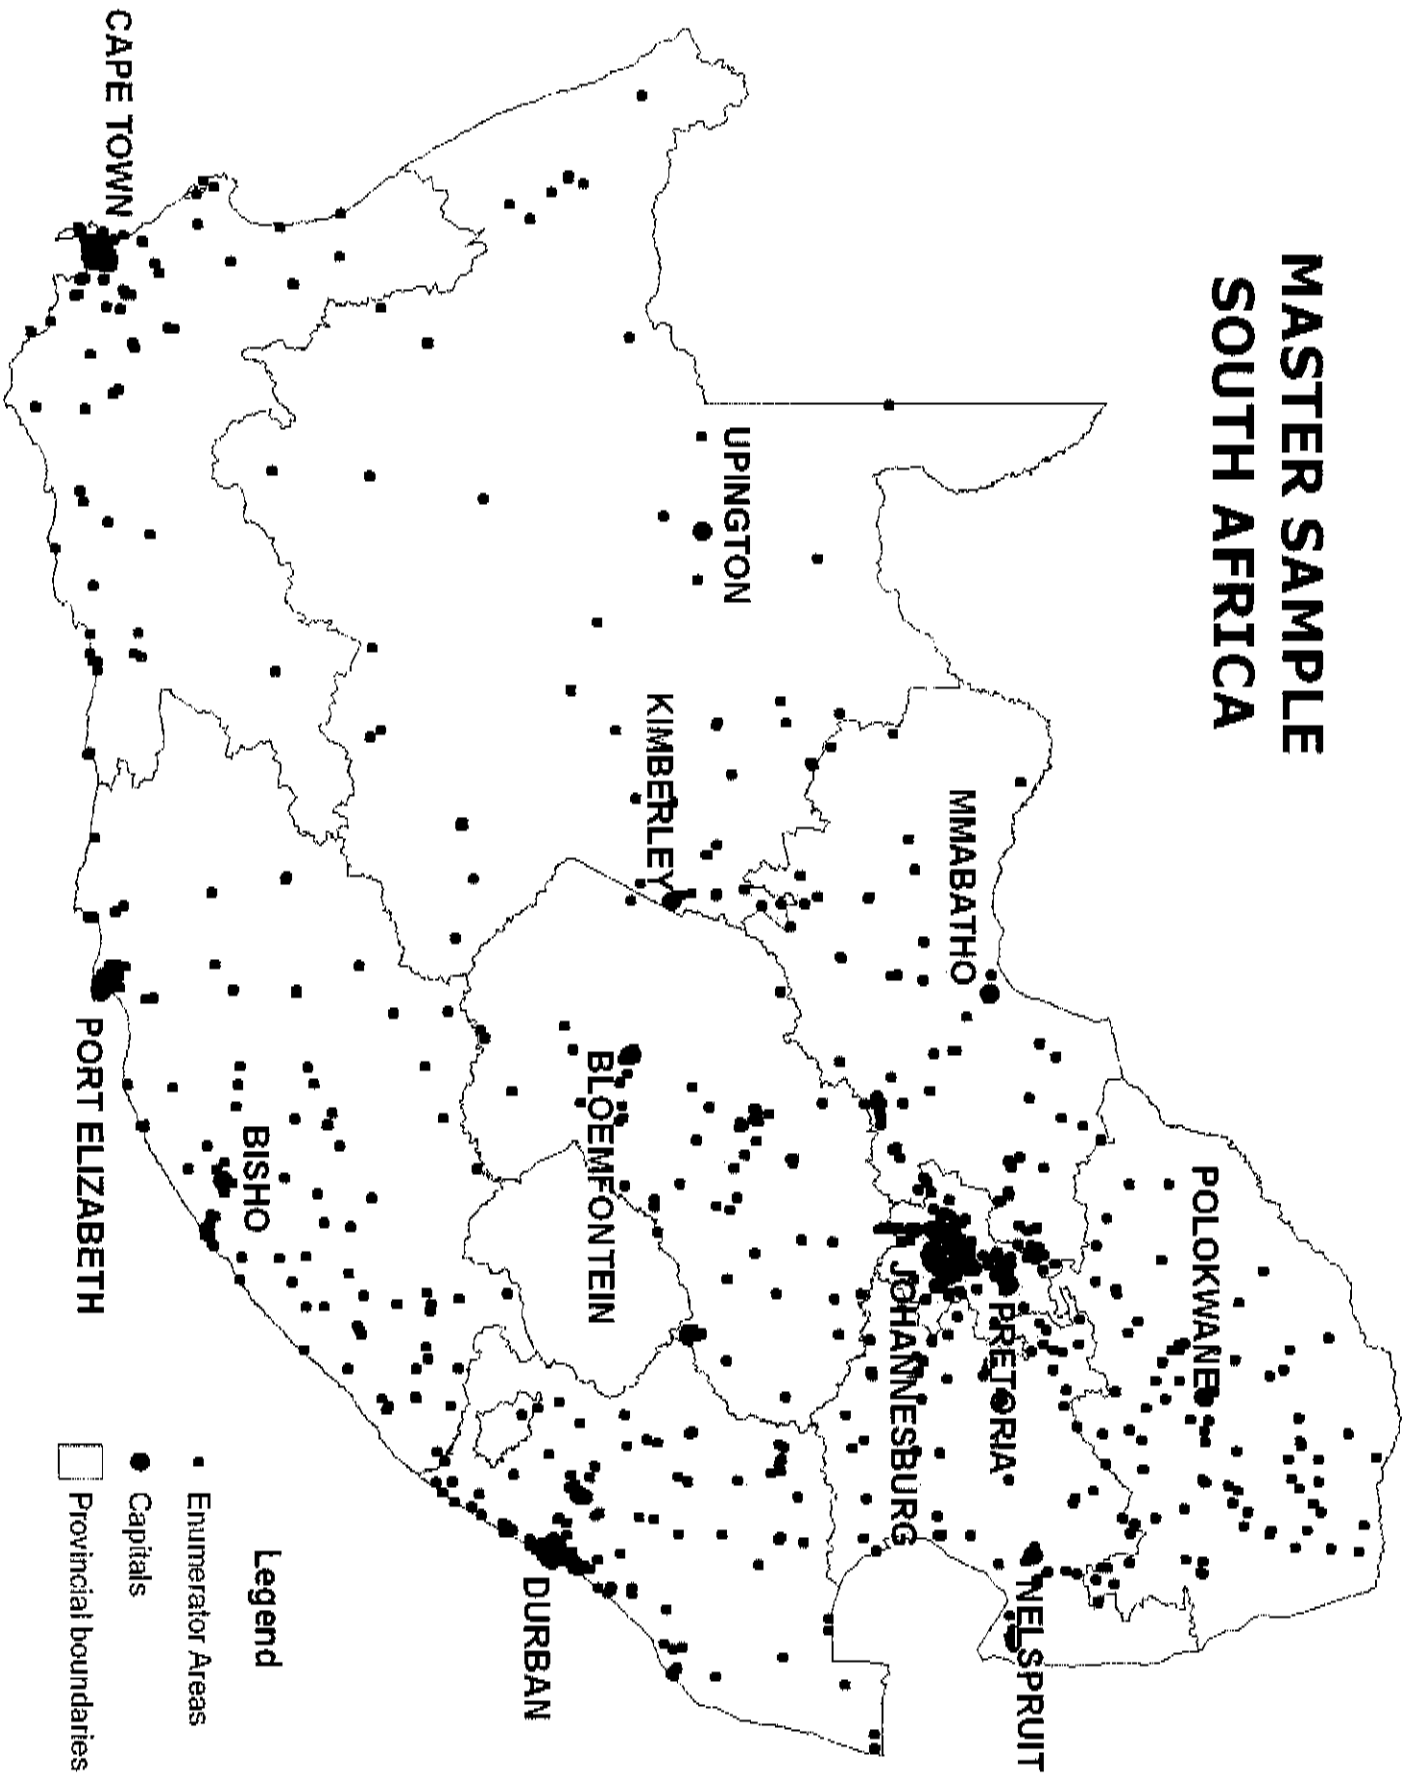 MASTER SAMPLE
SOUTH AFRICA
POLOKWANE
NELSPRUIT
PRETORIA
MMABATHO
JOHANNESBURG
UPINGTON
KIMBERLEY
BLOEMFONTEIN
DURBAN
BISHO
CAPE TOWN
PORT ELIZABETH
Legend
Enumerator Areas
Capitals
Provincial boundaries